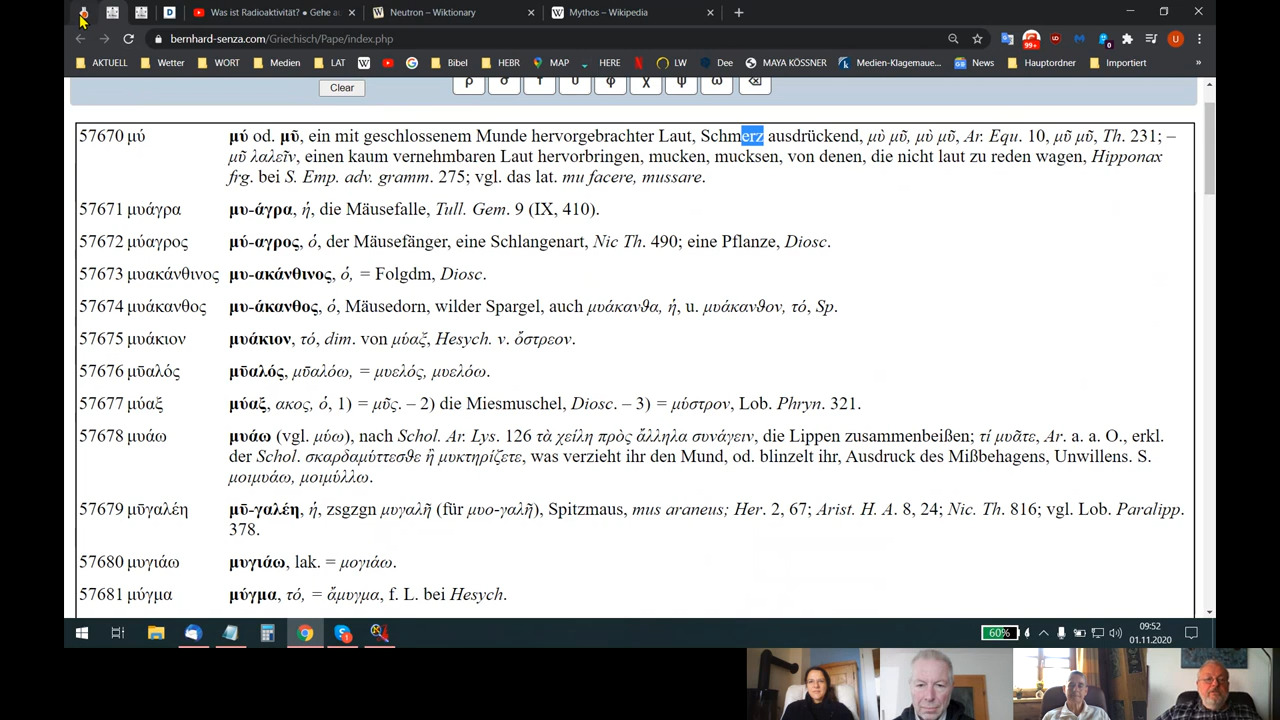 Was ist Radioaktivität? • Gehe au
Neutron – Wiktionary
Mythos – Wikipedia
bernhard-senza.com/Griechisch/Pape/index.php
AKTUELL
Wetter
WORT
Medien
LAT
Bibel
HEBR
MAP
HERE
LW
Dee
MAYA KÖSSNER
Medien-Klagemaue...
News
Hauptordner
Importiert
Clear
ρ σ τ υ φ χ ψ ω
57670 μύ μύ od. μῦ, ein mit geschlossenem Munde hervorgebrachter Laut, Schmerz ausdrückend, μὺ μῦ, μὺ μῦ, Ar. Equ. 10, μῦ μῦ, Th. 231; –
μῦ λαλεῖν, einen kaum vernehmbaren Laut hervorbringen, mucken, mucksen, von denen, die nicht laut zu reden wagen, Hipponax
frg. bei S. Emp. adv. gramm. 275; vgl. das lat. mu facere, mussare.
57671 μυάγρα μυ-άγρα, ἡ, die Mäusefalle, Tull. Gem. 9 (IX, 410).
57672 μύαγρος μύ-αγρος, ὁ, der Mäusefänger, eine Schlangenart, Nic Th. 490; eine Pflanze, Diosc.
57673 μυακάνθινος μυ-ακάνθινος, ὁ, = Folgdm, Diosc.
57674 μυάκανθος μυ-άκανθος, ὁ, Mäusedorn, wilder Spargel, auch μυάκανθα, ἡ, u. μυάκανθον, τό, Sp.
57675 μυάκιον μυάκιον, τό, dim. von μύαξ, Hesych. v. ὄστρεον.
57676 μῡαλός μῡαλός, μῡαλόω, = μυελός, μυελόω.
57677 μύαξ μύαξ, ακος, ὁ, 1) = μῦς. – 2) die Miesmuschel, Diosc. – 3) = μύστρον, Lob. Phryn. 321.
57678 μυάω μυάω (vgl. μύω), nach Schol. Ar. Lys. 126 τὰ χείλη πρὸς ἄλληλα συνάγειν, die Lippen zusammenbeißen; τί μυᾶτε, Ar. a. a. O., erkl.
der Schol. σκαρδαμύττεσθε ἢ μυκτηρίζετε, was verzieht ihr den Mund, od. blinzelt ihr, Ausdruck des Mißbehagens, Unwillens. S.
μοιμυάω, μοιμύλλω.
57679 μῡγαλέη μῡ-γαλέη, ἡ, zsgzgn μυγαλῆ (für μυο-γαλῆ), Spitzmaus, mus araneus; Her. 2, 67; Arist. H. A. 8, 24; Nic. Th. 816; vgl. Lob. Paralipp.
378.
57680 μυγιάω μυγιάω, lak. = μογιάω.
57681 μύγμα μύγμα, τό, = ἄμυγμα, f. L. bei Hesych.
60%
09:52
01.11.2020